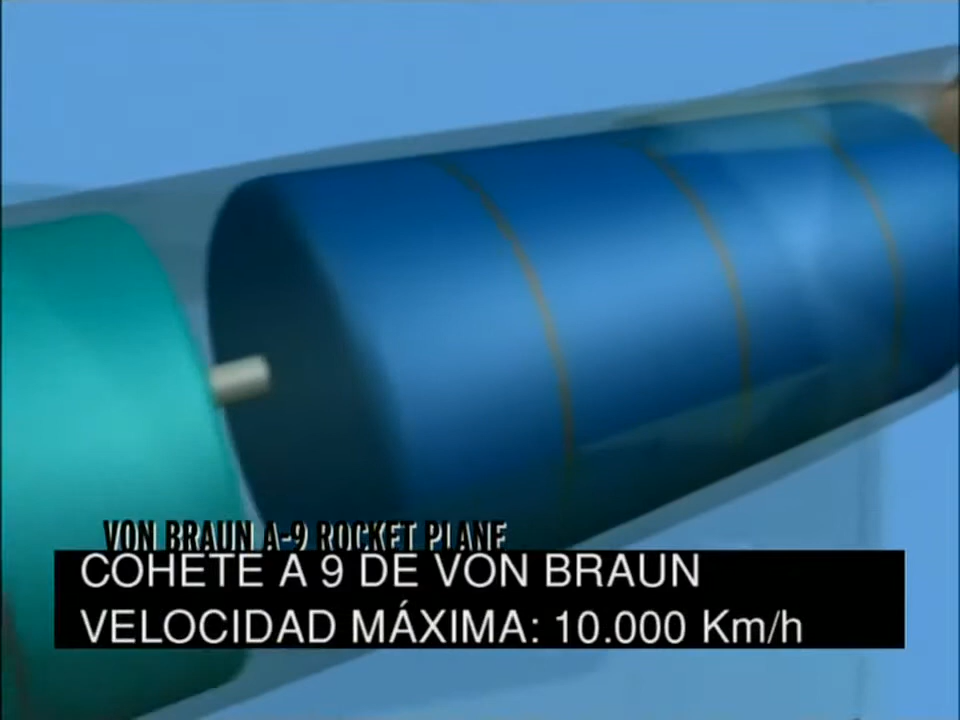 VON BRAUN A-9 ROCKET PLANE
COHETE A 9 DE VON BRAUN
VELOCIDAD MÁXIMA: 10.000 Km/h